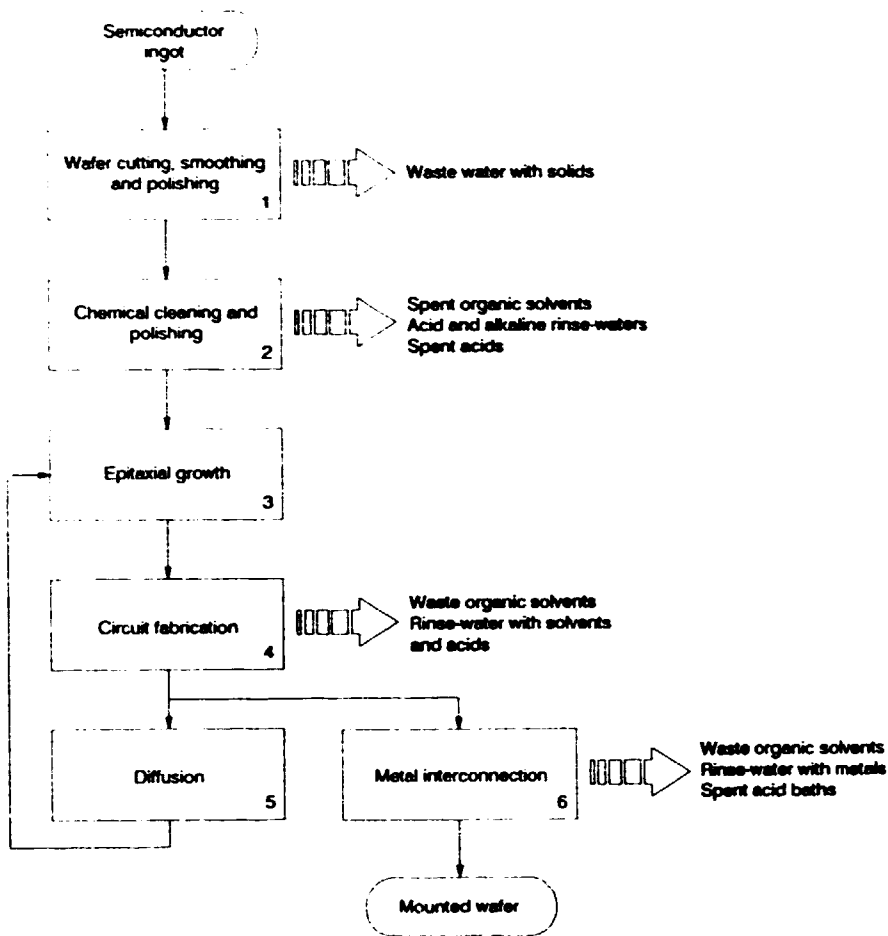 Semiconductor
ingot
Wafer cutting, smoothing
and polishing
1
Waste water with solids
Chemical cleaning and
polishing
2
Spent organic solvents
Acid and alkaline rinse-waters
Spent acids
Epitaxial growth
3
Circuit fabrication
4
Waste organic solvents
Rinse-water with solvents
and acids
Diffusion
5
Metal interconnection
6
Waste organic solvents
Rinse-water with metals
Spent acid baths
Mounted wafer